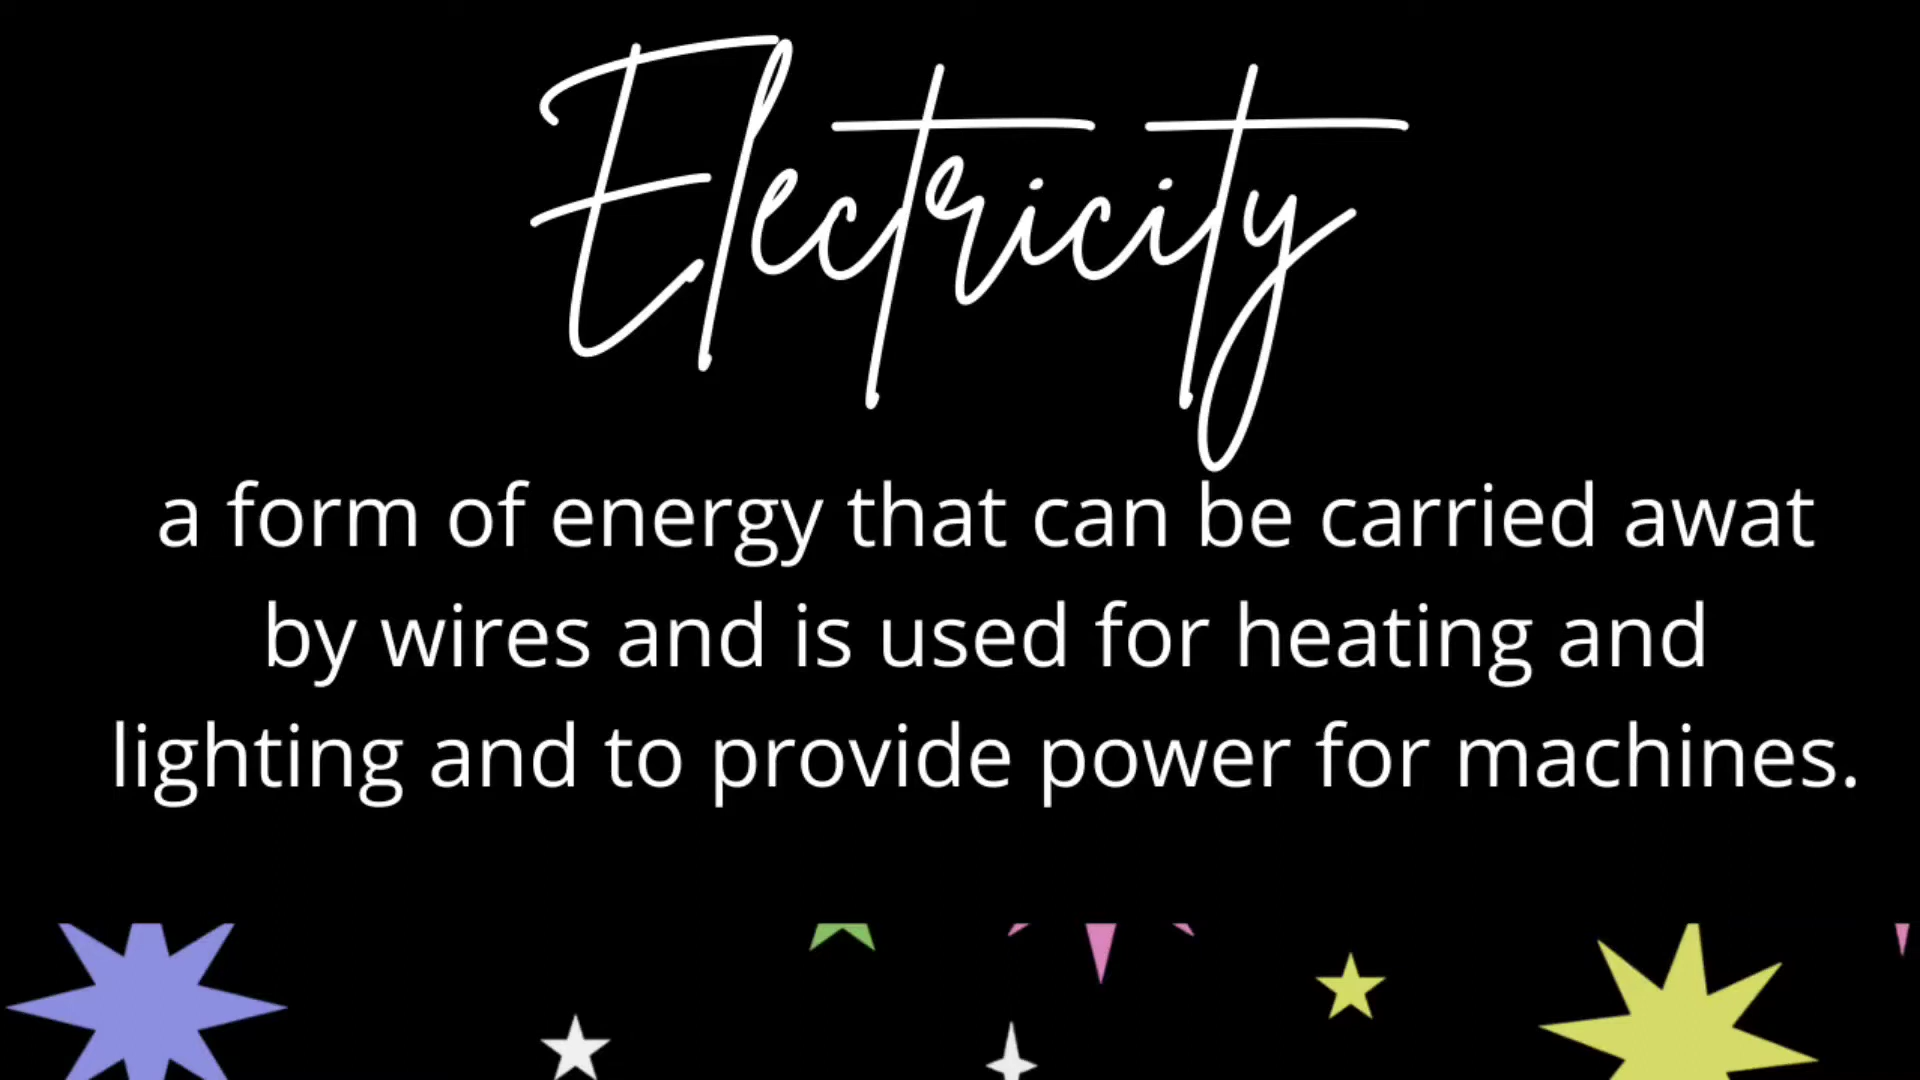 Electricity
a form of energy that can be carried awat
by wires and is used for heating and
lighting and to provide power for machines.